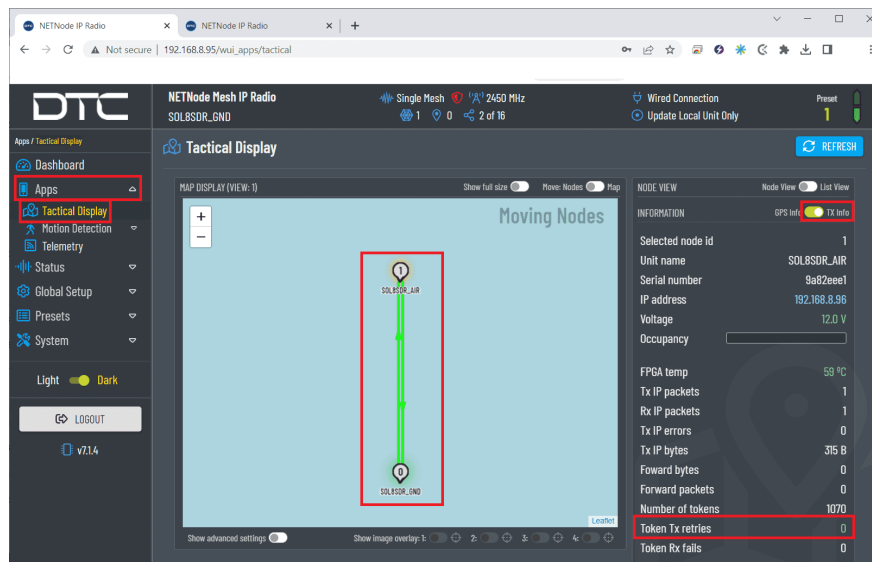 NETNode IP Radio
NETNode IP Radio
Not secure | 192.168.8.95/wui_apps/tactical
DTC
NETNode Mesh IP Radio
SOL8SDR_GND
Single Mesh 2450 MHz
1 0 2 of 16
Wired Connection
Update Local Unit Only
Preset
1
Apps / Tactical Display
Dashboard
Apps
Tactical Display
Motion Detection
Telemetry
Status
Global Setup
Presets
System
Light Dark
LOGOUT
v7.1.4
Tactical Display
REFRESH
MAP DISPLAY (VIEW: 1)
Show full size Move: Nodes Map
+
−
Moving Nodes
1
SOL8SDR_AIR
0
SOL8SDR_GND
Leaflet
Show advanced settings
Show image overlay: 1: 2: 3: 4:
NODE VIEW Node View List View
INFORMATION GPS Info TX Info
Selected node id 1
Unit name SOL8SDR_AIR
Serial number 9a82eee1
IP address 192.168.8.96
Voltage 12.0 V
Occupancy
FPGA temp 59 ºC
Tx IP packets 1
Rx IP packets 1
Tx IP errors 0
Tx IP bytes 315 B
Foward bytes 0
Forward packets 0
Number of tokens 1070
Token Tx retries 0
Token Rx fails 0